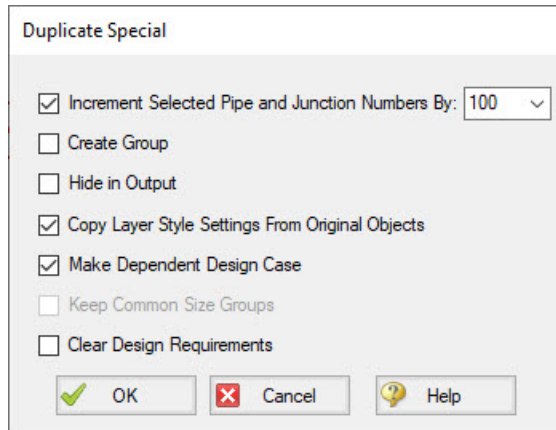 Duplicate Special
Increment Selected Pipe and Junction Numbers By: 100
Create Group
Hide in Output
Copy Layer Style Settings From Original Objects
Make Dependent Design Case
Keep Common Size Groups
Clear Design Requirements
OK Cancel Help